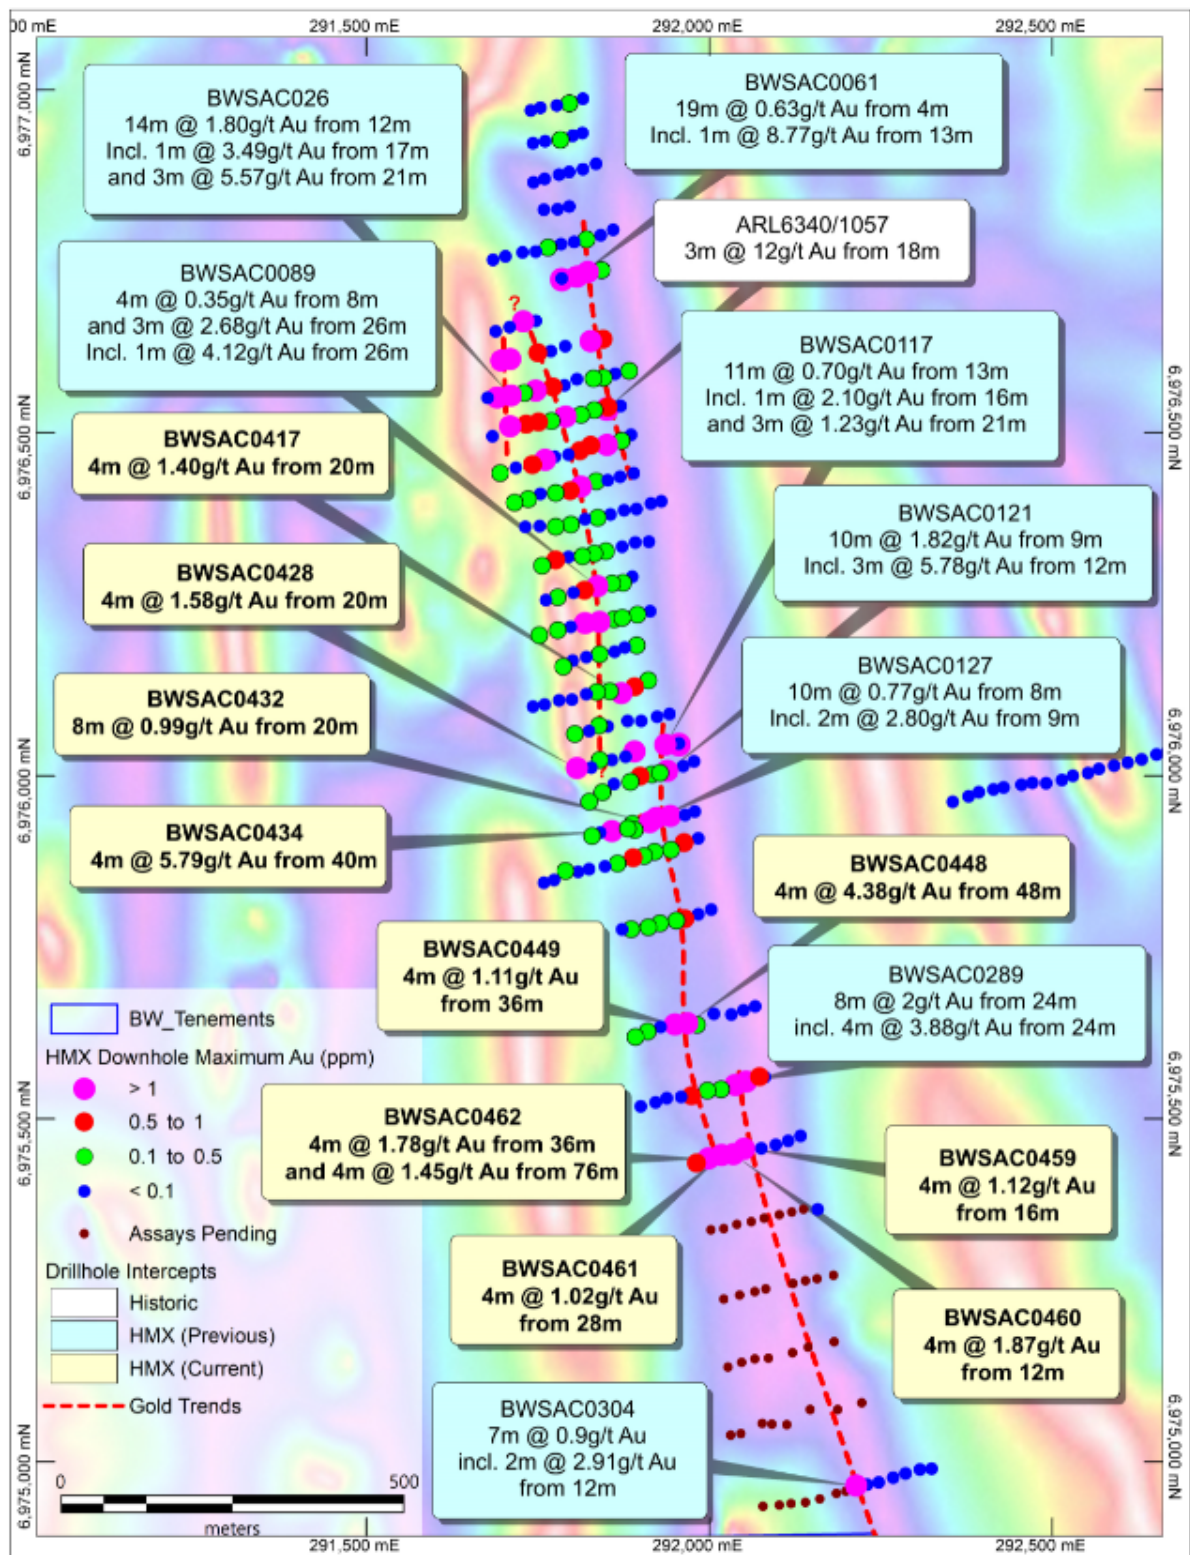 00 mE
291,500 mE
292,000 mE
292,500 mE
6,977,000 mN
6,976,500 mN
6,976,000 mN
6,975,500 mN
6,975,000 mN
BWSAC026
14m @ 1.80g/t Au from 12m
Incl. 1m @ 3.49g/t Au from 17m
and 3m @ 5.57g/t Au from 21m
BWSAC0061
19m @ 0.63g/t Au from 4m
Incl. 1m @ 8.77g/t Au from 13m
ARL6340/1057
3m @ 12g/t Au from 18m
BWSAC0089
4m @ 0.35g/t Au from 8m
and 3m @ 2.68g/t Au from 26m
Incl. 1m @ 4.12g/t Au from 26m
?
BWSAC0117
11m @ 0.70g/t Au from 13m
Incl. 1m @ 2.10g/t Au from 16m
and 3m @ 1.23g/t Au from 21m
BWSAC0417
4m @ 1.40g/t Au from 20m
BWSAC0121
10m @ 1.82g/t Au from 9m
Incl. 3m @ 5.78g/t Au from 12m
BWSAC0428
4m @ 1.58g/t Au from 20m
BWSAC0127
10m @ 0.77g/t Au from 8m
Incl. 2m @ 2.80g/t Au from 9m
BWSAC0432
8m @ 0.99g/t Au from 20m
?
BWSAC0434
4m @ 5.79g/t Au from 40m
BWSAC0448
4m @ 4.38g/t Au from 48m
BWSAC0449
4m @ 1.11g/t Au
from 36m
BWSAC0289
8m @ 2g/t Au from 24m
incl. 4m @ 3.88g/t Au from 24m
BWSAC0462
4m @ 1.78g/t Au from 36m
and 4m @ 1.45g/t Au from 76m
BWSAC0459
4m @ 1.12g/t Au
from 16m
BWSAC0461
4m @ 1.02g/t Au
from 28m
BWSAC0460
4m @ 1.87g/t Au
from 12m
BWSAC0304
7m @ 0.9g/t Au
incl. 2m @ 2.91g/t Au
from 12m
BW_Tenements
HMX Downhole Maximum Au (ppm)
> 1
0.5 to 1
0.1 to 0.5
< 0.1
Assays Pending
Drillhole Intercepts
Historic
HMX (Previous)
HMX (Current)
Gold Trends
0 500
meters
6,976,500 mN
6,976,000 mN
6,975,500 mN
6,975,000 mN
291,500 mE
292,000 mE
292,500 mE